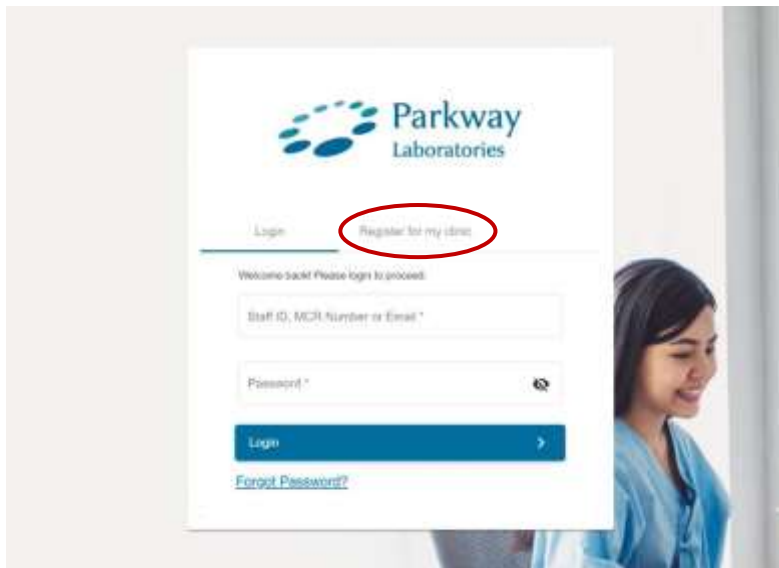 Parkway
Laboratories
Login
Register for my clinic
Welcome back! Please login to proceed.
Staff ID, MCR Number or Email *
Password *
Login
Forgot Password?